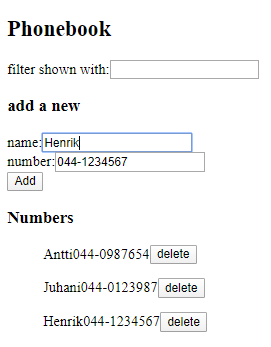 Phonebook
filter shown with:
add a new
name: Henrik
number: 044-1234567
Add
Numbers
Antti044-0987654 delete
Juhani044-0123987 delete
Henrik044-1234567 delete